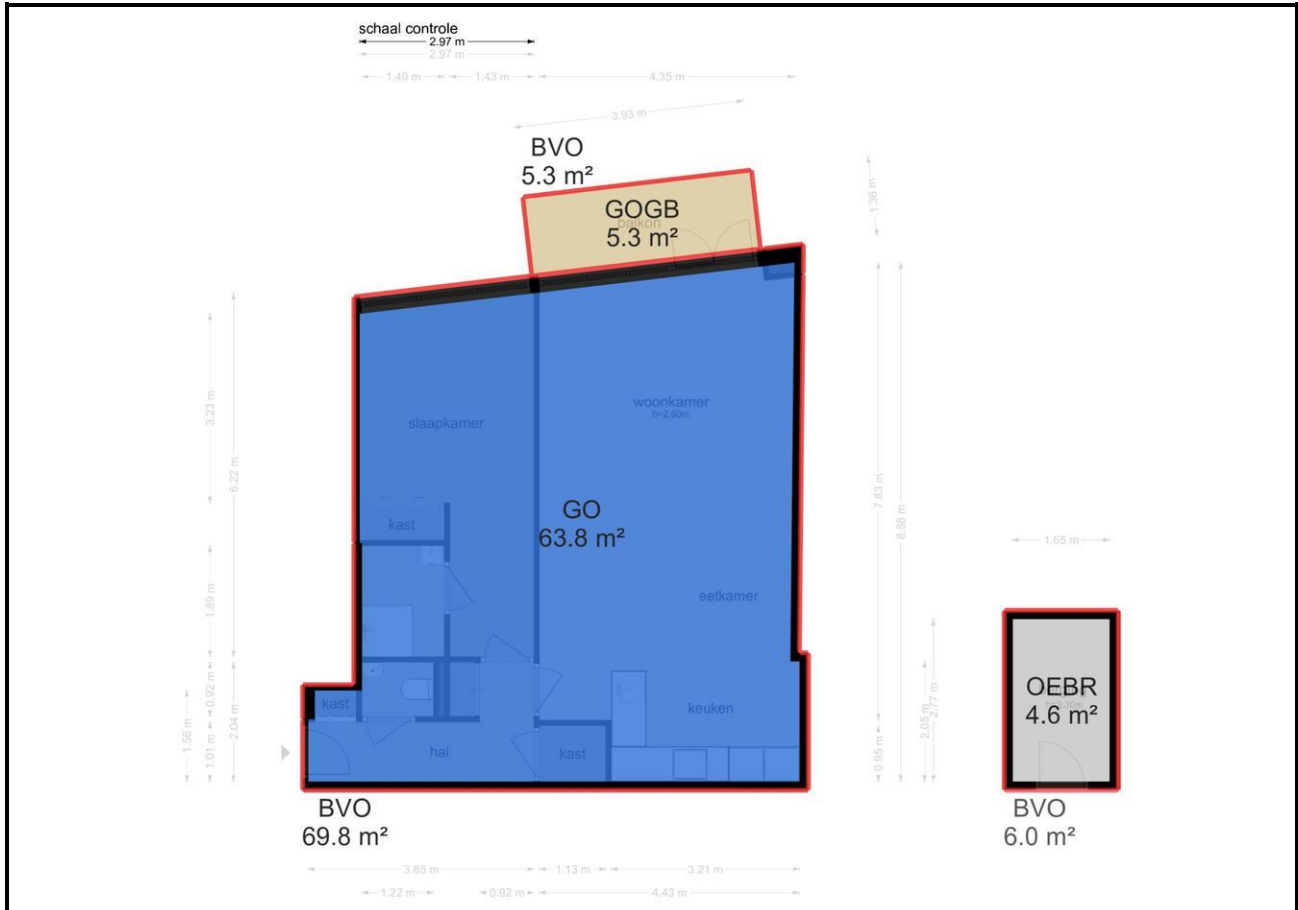 schaal controle
2.97 m
2.97 m
1.40 m
1.43 m
4.35 m
3.93 m
BVO
5.3 m²
GOGB
balkon
5.3 m²
1.36 m
woonkamer
h=2.60m
slaapkamer
3.23 m
6.22 m
7.83 m
8.88 m
GO
63.8 m²
kast
1.65 m
eetkamer
1.89 m
OEBR
4.6 m²
h=2.30m
keuken
kast
hal
kast
1.56 m
0.92 m
1.01 m
2.04 m
0.95 m
2.05 m
2.77 m
BVO
69.8 m²
BVO
6.0 m²
3.85 m
1.13 m
3.21 m
1.22 m
0.92 m
4.43 m